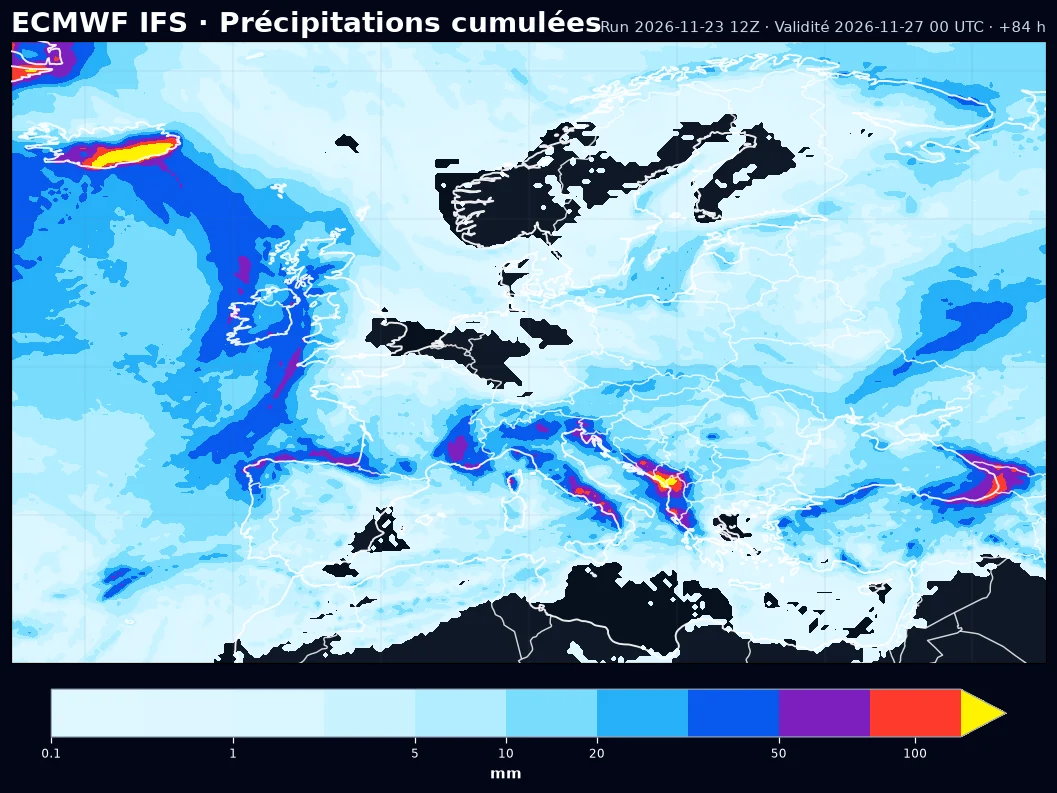 ECMWF IFS · Précipitations cumulées
Run 2026-11-23 12Z · Validité 2026-11-27 00 UTC · +84 h
0.1 1 5 10 20 50 100
mm